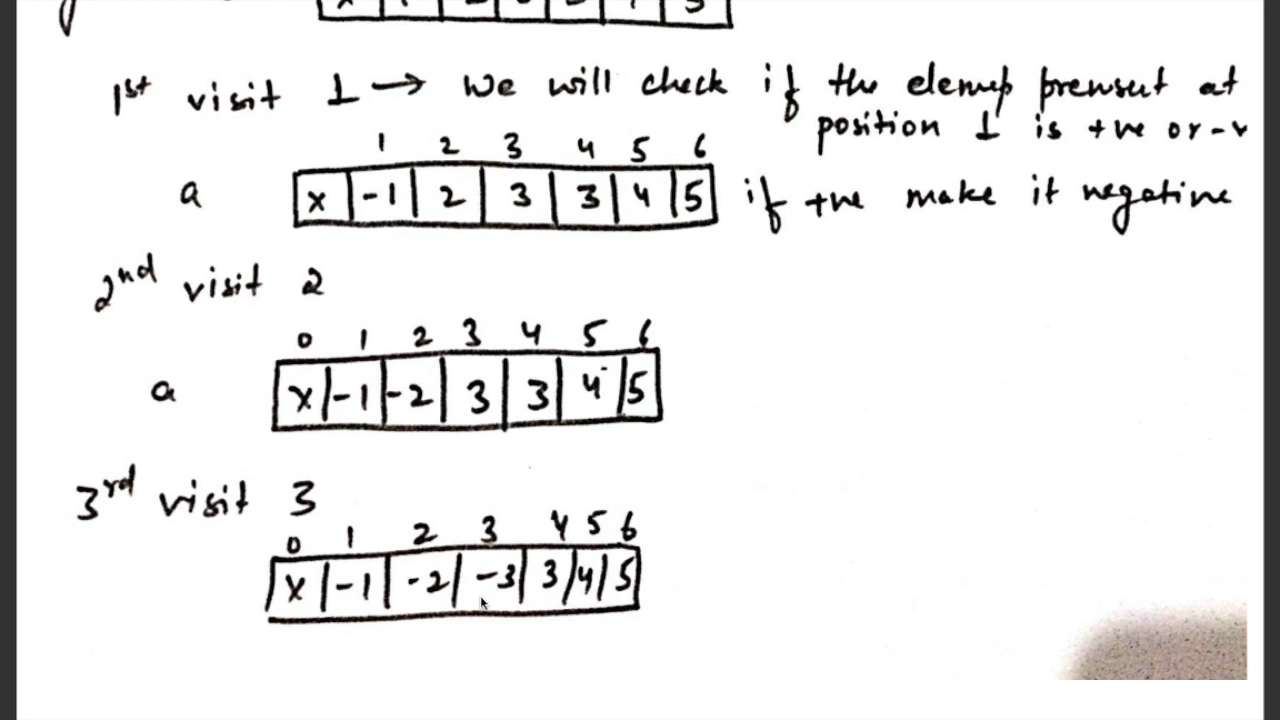 1st visit 1 → We will check if the elemep prensent at
position 1 is +ve or -v
1 2 3 4 5 6
a x -1 2 3 3 4 5 if +ve make it negative
2nd visit 2
0 1 2 3 4 5 6
a x -1 -2 3 3 4 5
3rd visit 3
0 1 2 3 4 5 6
x -1 -2 -3 3 4 5